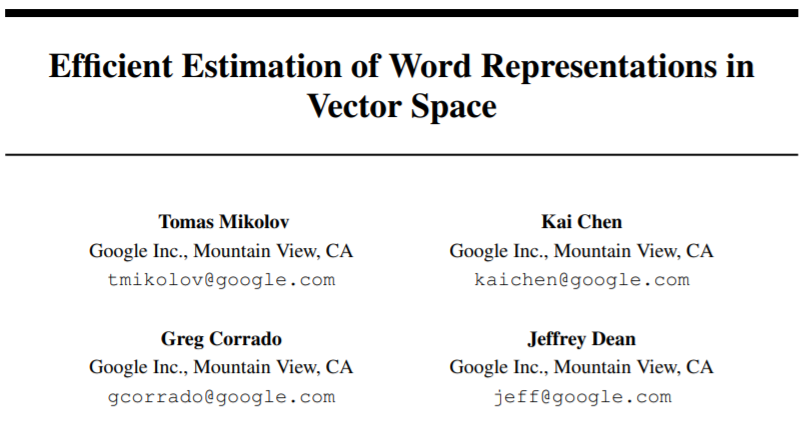 Efficient Estimation of Word Representations in
Vector Space
Tomas Mikolov
Google Inc., Mountain View, CA
tmikolov@google.com
Kai Chen
Google Inc., Mountain View, CA
kaichen@google.com
Greg Corrado
Google Inc., Mountain View, CA
gcorrado@google.com
Jeffrey Dean
Google Inc., Mountain View, CA
jeff@google.com